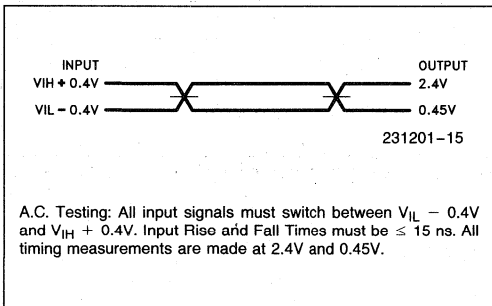 INPUT OUTPUT
VIH + 0.4V 2.4V
VIL − 0.4V 0.45V
231201–15
A.C. Testing: All input signals must switch between VIL − 0.4V
and VIH + 0.4V. Input Rise and Fall Times must be ≤ 15 ns. All
timing measurements are made at 2.4V and 0.45V.